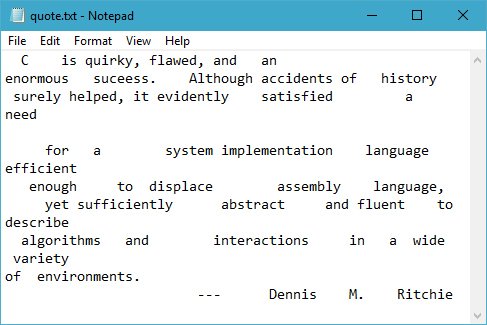 quote.txt - Notepad
File Edit Format View Help
  C    is quirky, flawed, and   an
enormous   suceess.    Although accidents of   history
 surely helped, it evidently    satisfied         a
need

     for   a        system implementation    language
efficient
   enough     to  displace        assembly    language,
     yet sufficiently      abstract     and fluent    to
describe
  algorithms   and        interactions     in   a  wide
 variety
of  environments.
                        ---      Dennis    M.    Ritchie